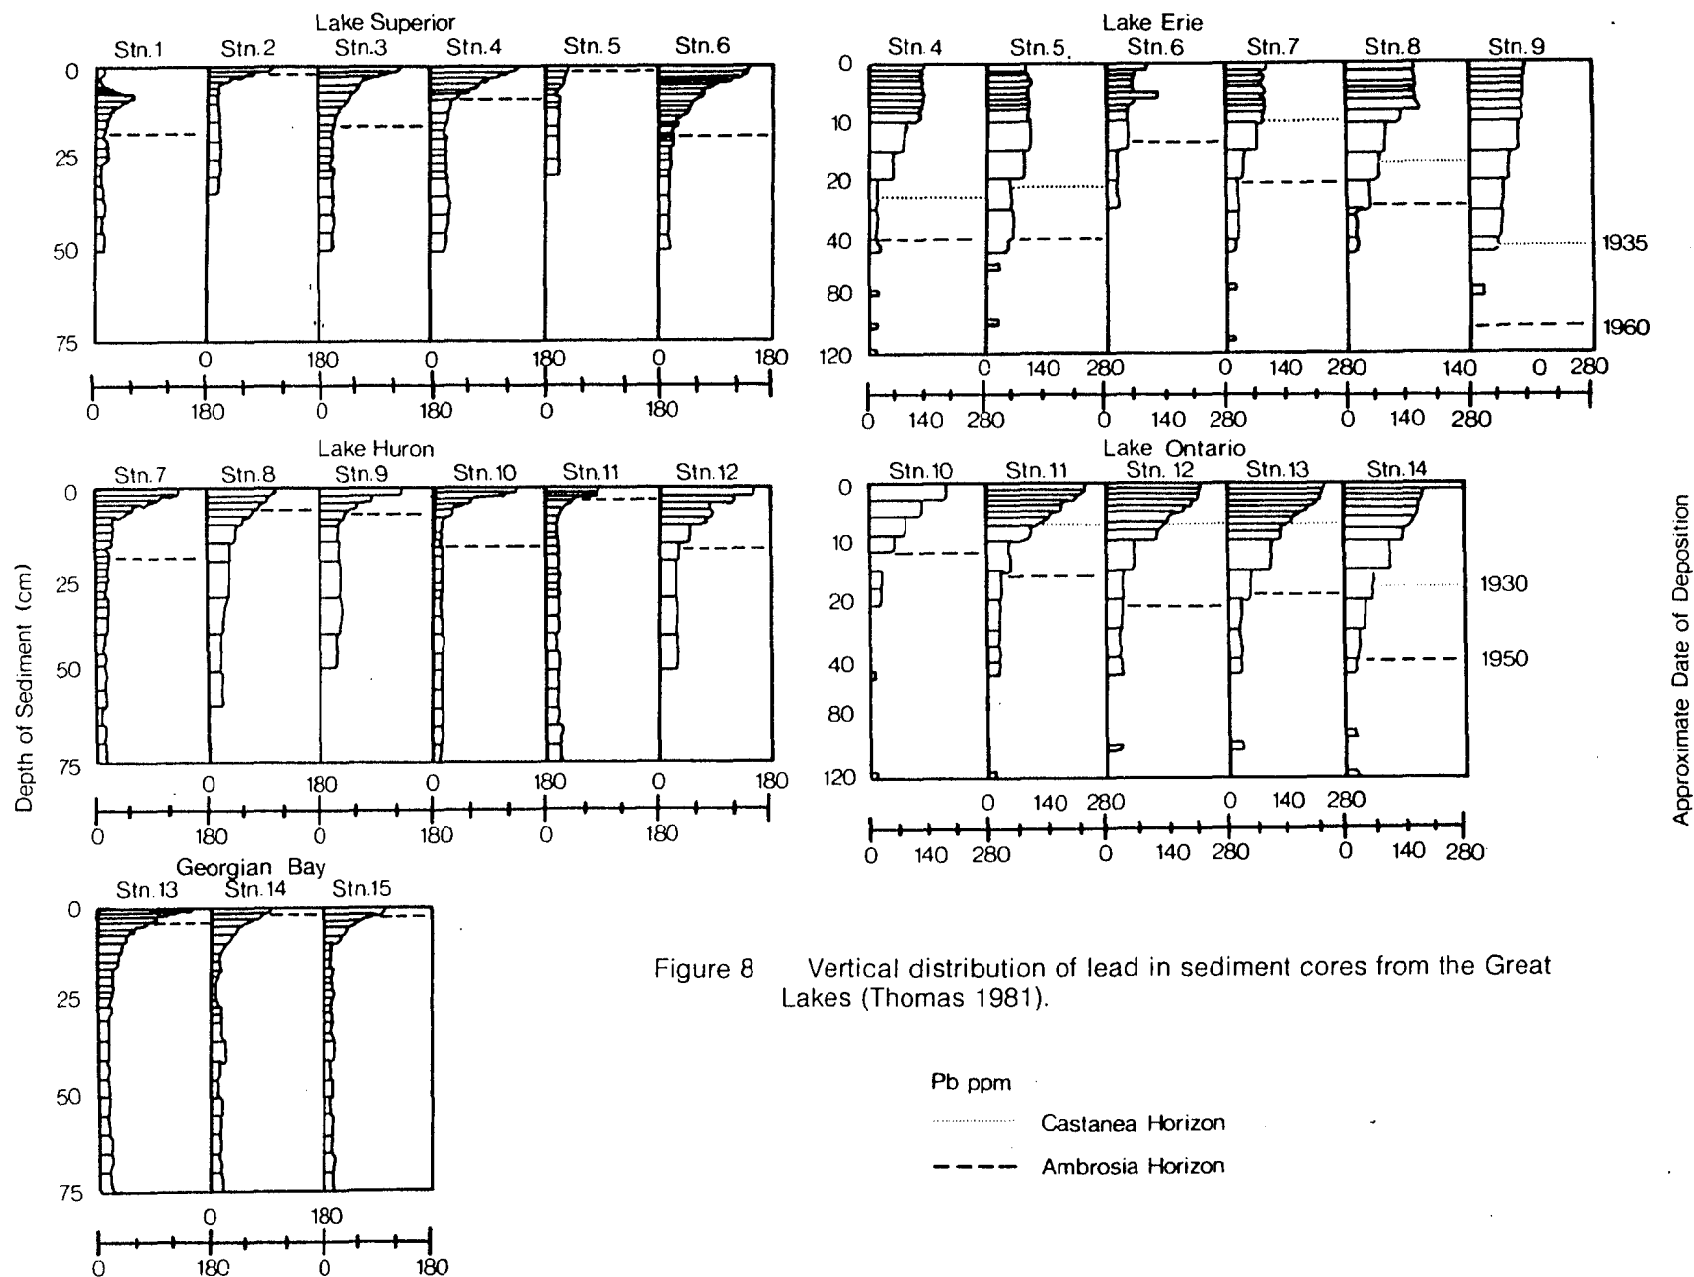 Lake Superior
Stn.1 Stn.2 Stn.3 Stn.4 Stn.5 Stn.6
0
25
50
75
0 180 0 180
0 180 0 180 0 180
Lake Erie
Stn.4 Stn.5 Stn.6 Stn.7 Stn.8 Stn.9
0
10
20
40
80
120
1935
1960
0 140 280 0 140 280 140 0 280
0 140 280 0 140 280 0 140 280
Lake Huron
Stn.7 Stn.8 Stn.9 Stn.10 Stn.11 Stn.12
0
25
50
75
0 180 0 180 0 180
0 180 0 180 0 180
Lake Ontario
Stn.10 Stn.11 Stn.12 Stn.13 Stn.14
0
10
20
40
80
120
1930
1950
0 140 280 0 140 280
0 140 280 0 140 280 0 140 280
Georgian Bay
Stn.13 Stn.14 Stn.15
0
25
50
75
0 180
0 180 0 180
Depth of Sediment (cm)
Approximate Date of Deposition
Figure 8 Vertical distribution of lead in sediment cores from the Great
Lakes (Thomas 1981).
Pb ppm
Castanea Horizon
Ambrosia Horizon